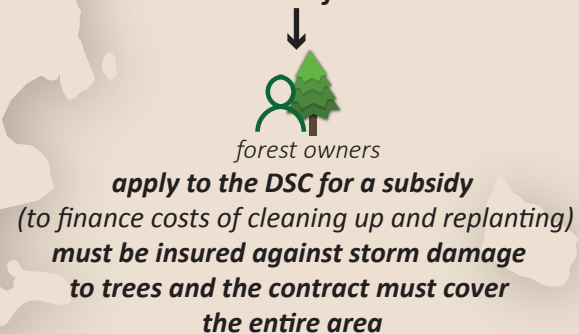 forest owners
apply to the DSC for a subsidy
(to finance costs of cleaning up and replanting)
must be insured against storm damage
to trees and the contract must cover
the entire area